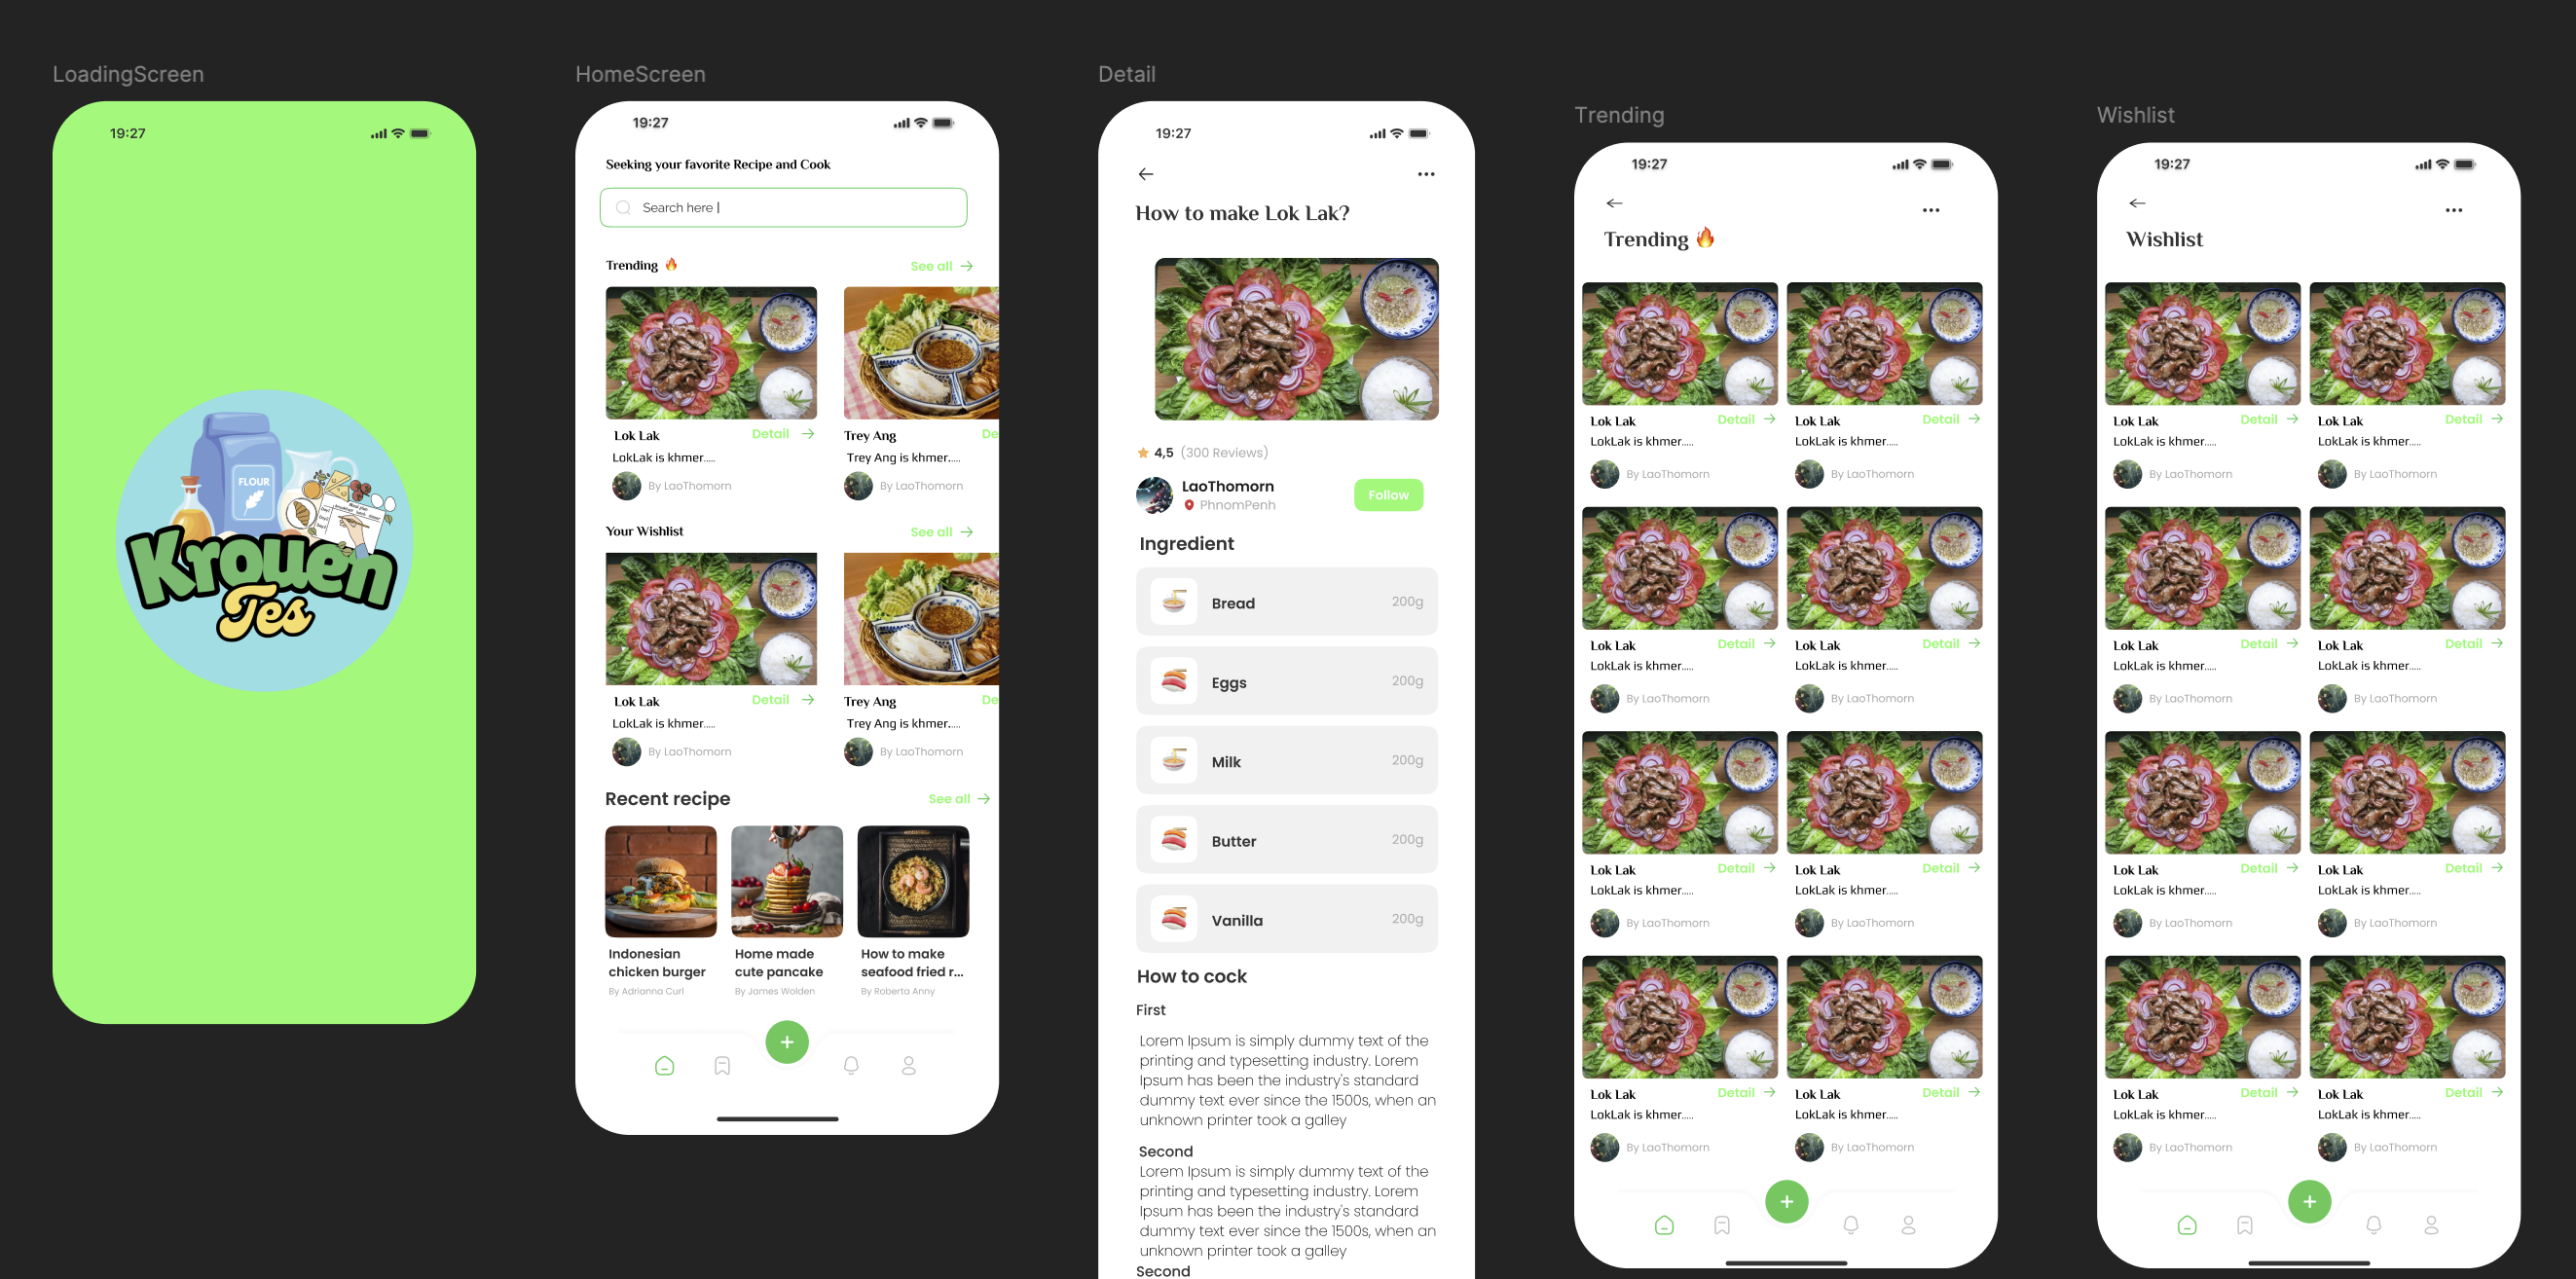 LoadingScreen
19:27
FLOUR
Krouen
Tes
HomeScreen
19:27
Seeking your favorite Recipe and Cook
Search here |
Trending 🔥 See all →
Lok Lak Detail →
LokLak is khmer.....
By LaoThomorn
Trey Ang De
Trey Ang is khmer.....
By LaoThomorn
Your Wishlist See all →
Lok Lak Detail →
LokLak is khmer.....
By LaoThomorn
Trey Ang De
Trey Ang is khmer.....
By LaoThomorn
Recent recipe See all →
Indonesian
chicken burger
By Adrianna Curl
Home made
cute pancake
By James Wolden
How to make
seafood fried r...
By Roberta Anny
Detail
19:27
How to make Lok Lak?
4,5 (300 Reviews)
LaoThomorn
PhnomPenh
Follow
Ingredient
Bread 200g
Eggs 200g
Milk 200g
Butter 200g
Vanilla 200g
How to cock
First
Lorem Ipsum is simply dummy text of the
printing and typesetting industry. Lorem
Ipsum has been the industry's standard
dummy text ever since the 1500s, when an
unknown printer took a galley
Second
Lorem Ipsum is simply dummy text of the
printing and typesetting industry. Lorem
Ipsum has been the industry's standard
dummy text ever since the 1500s, when an
unknown printer took a galley
Second
Trending
19:27
Trending 🔥
Lok Lak Detail → Lok Lak Detail →
LokLak is khmer..... LokLak is khmer.....
By LaoThomorn By LaoThomorn
Lok Lak Detail → Lok Lak Detail →
LokLak is khmer..... LokLak is khmer.....
By LaoThomorn By LaoThomorn
Lok Lak Detail → Lok Lak Detail →
LokLak is khmer..... LokLak is khmer.....
By LaoThomorn By LaoThomorn
Lok Lak Detail → Lok Lak Detail →
LokLak is khmer..... LokLak is khmer.....
By LaoThomorn By LaoThomorn
Wishlist
19:27
Wishlist
Lok Lak Detail → Lok Lak Detail →
LokLak is khmer..... LokLak is khmer.....
By LaoThomorn By LaoThomorn
Lok Lak Detail → Lok Lak Detail →
LokLak is khmer..... LokLak is khmer.....
By LaoThomorn By LaoThomorn
Lok Lak Detail → Lok Lak Detail →
LokLak is khmer..... LokLak is khmer.....
By LaoThomorn By LaoThomorn
Lok Lak Detail → Lok Lak Detail →
LokLak is khmer..... LokLak is khmer.....
By LaoThomorn By LaoThomorn